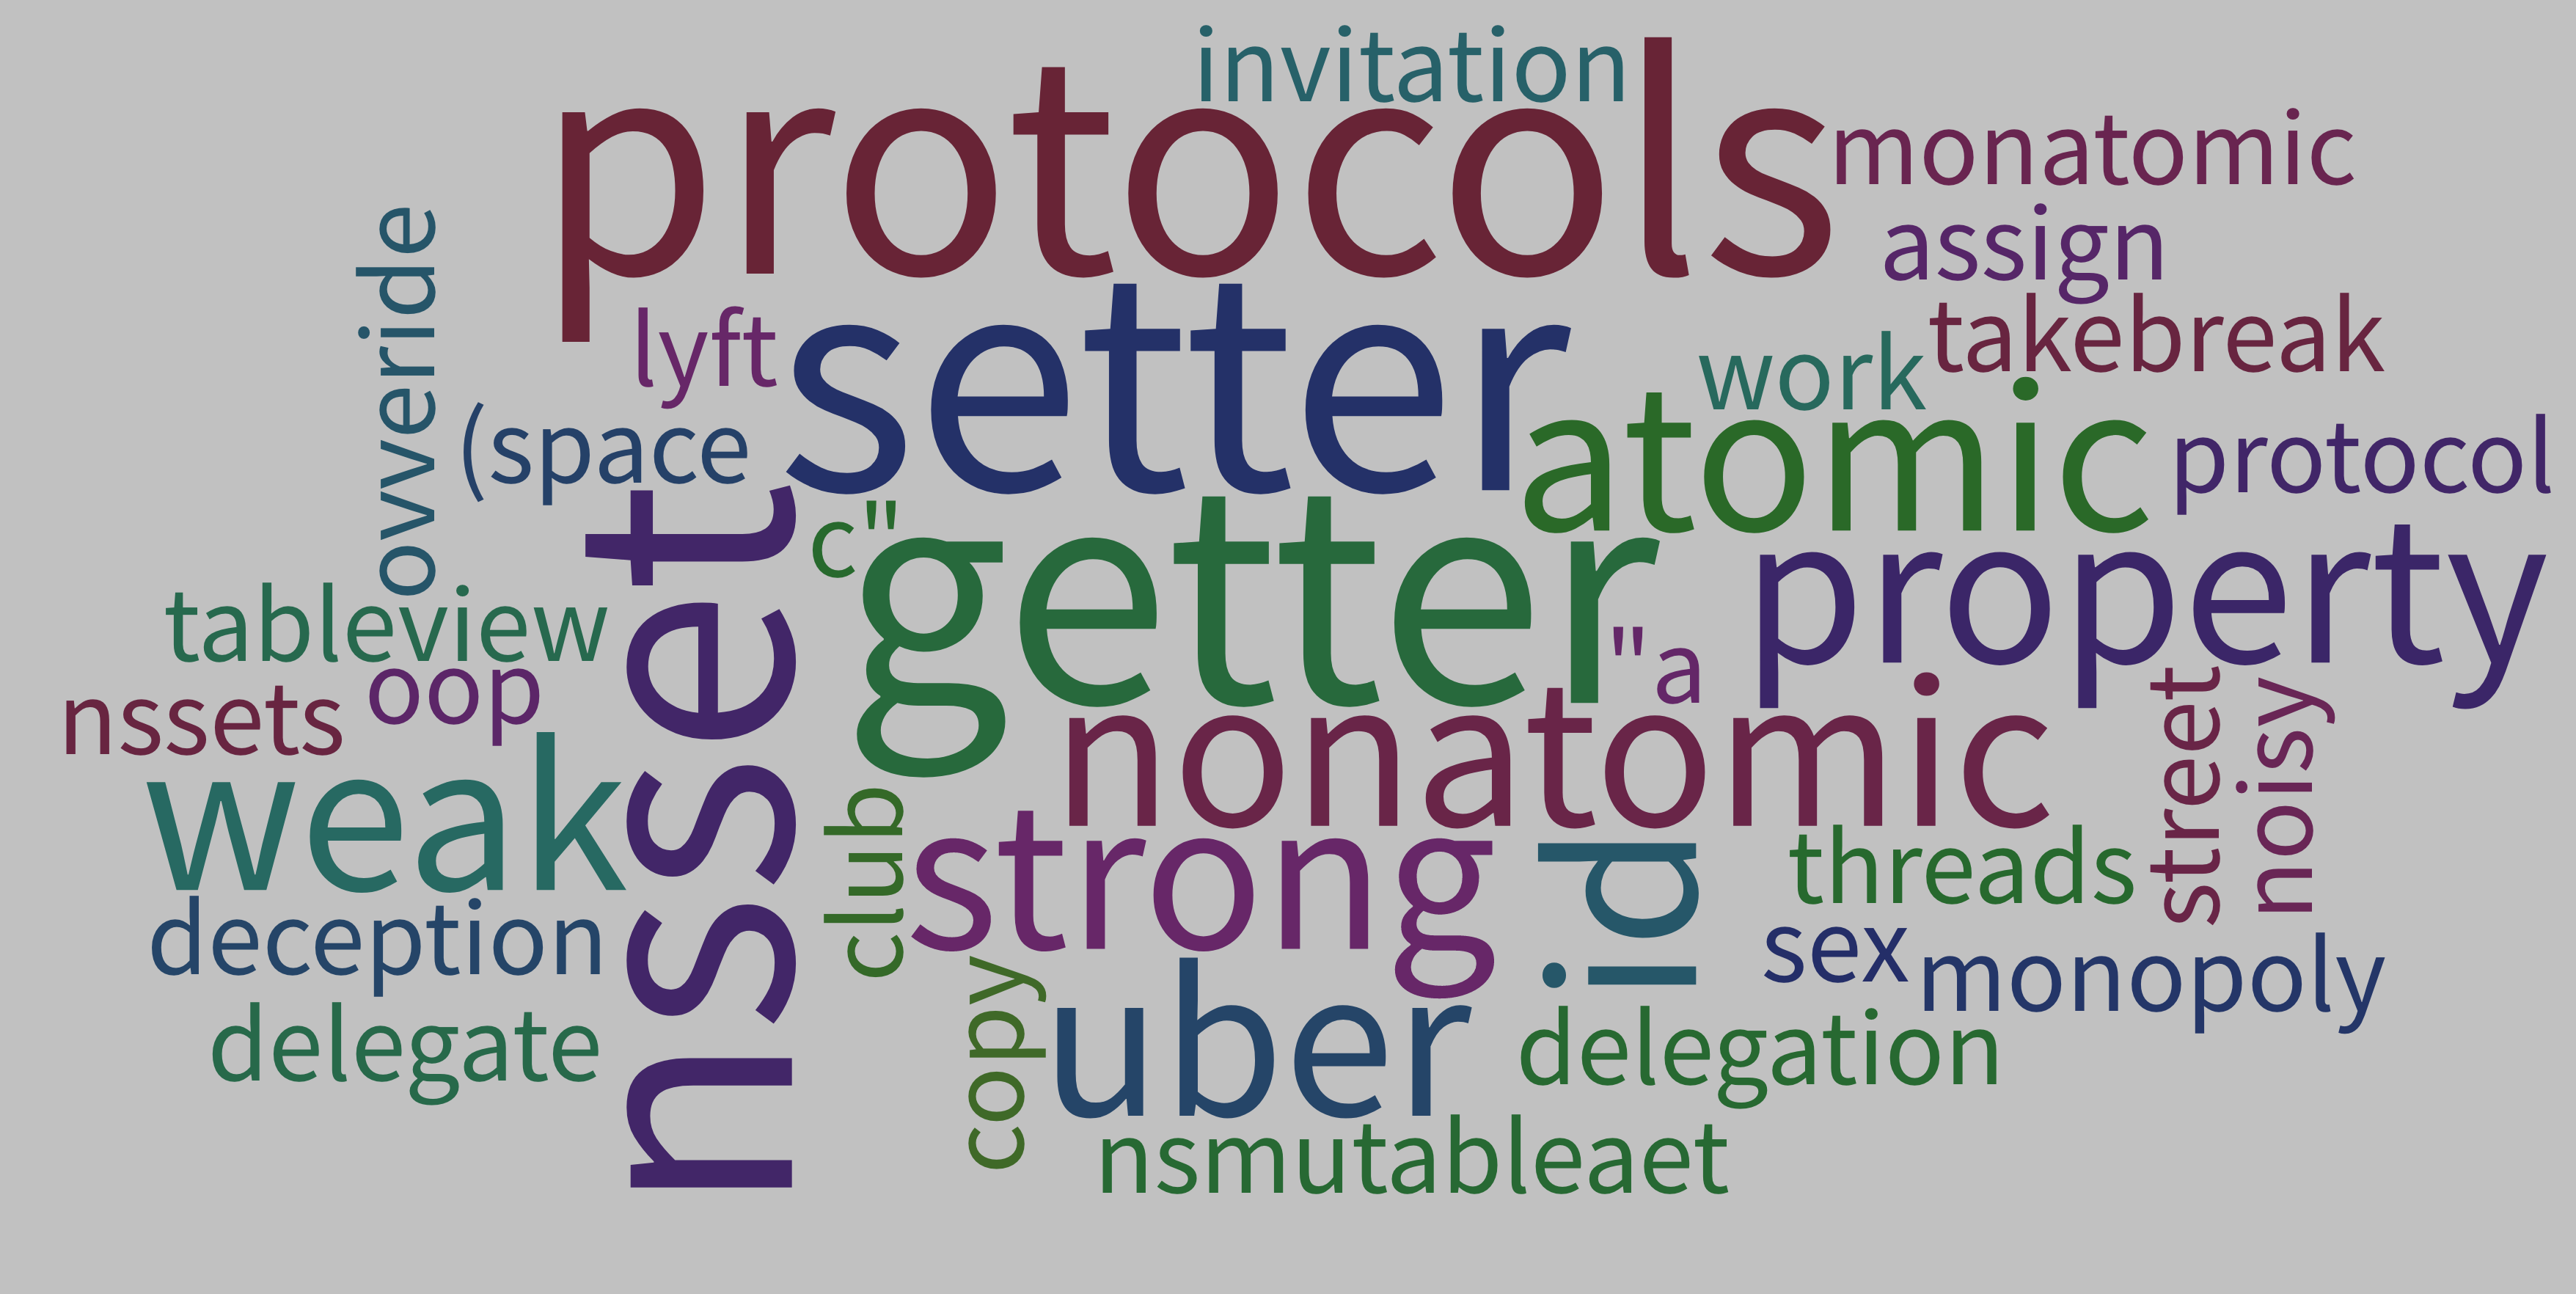 invitation
protocols
monatomic
assign
ovveride
lyft
setter
takebreak
work
(space
atomic
protocol
nsset
c"
getter
property
tableview
oop
"a
nssets
nonatomic
street
noisy
weak
club
strong
id
threads
deception
sex
monopoly
copy
uber
delegate
delegation
nsmutableaet